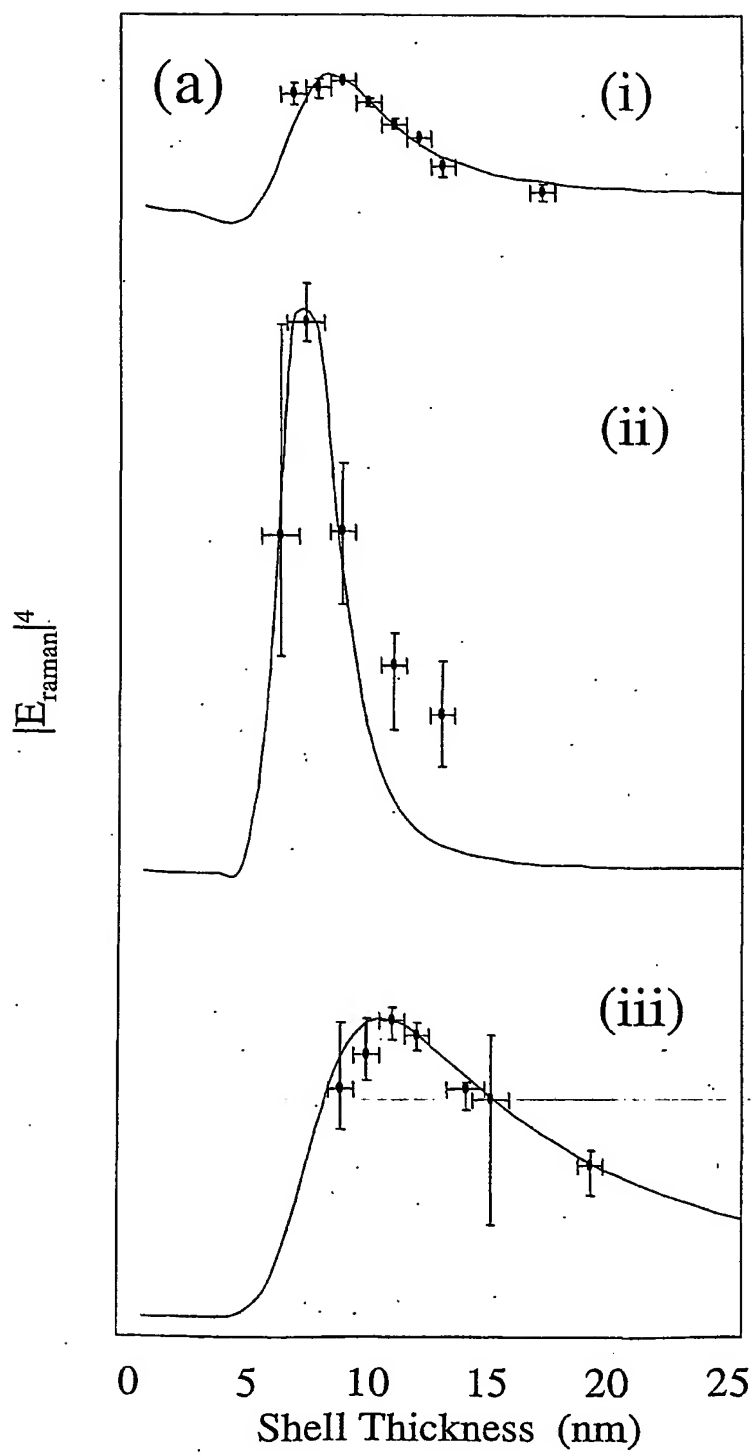 (a)
(i)
(ii)
(iii)
|E_raman|^4
0 5 10 15 20 25
Shell Thickness (nm)